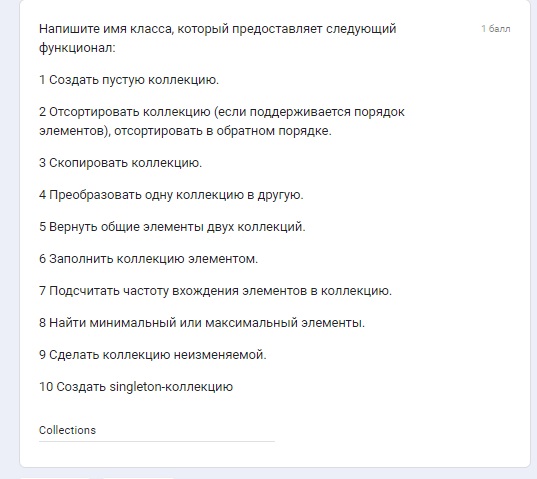 Напишите имя класса, который предоставляет следующий
1 балл
функционал:
1 Создать пустую коллекцию.
2 Отсортировать коллекцию (если поддерживается порядок
элементов), отсортировать в обратном порядке.
3 Скопировать коллекцию.
4 Преобразовать одну коллекцию в другую.
5 Вернуть общие элементы двух коллекций.
6 Заполнить коллекцию элементом.
7 Подсчитать частоту вхождения элементов в коллекцию.
8 Найти минимальный или максимальный элементы.
9 Сделать коллекцию неизменяемой.
10 Создать singleton-коллекцию
Collections